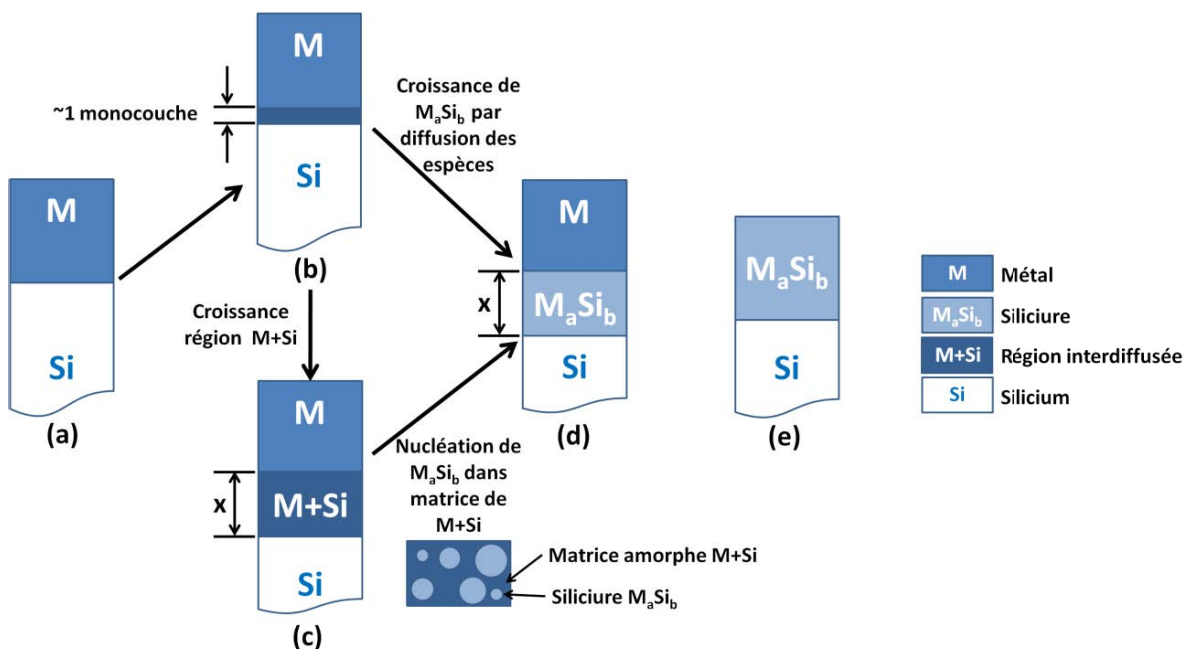 M
~1 monocouche
Si
(b)
M
Si
(a)
Croissance de
MaSib par
diffusion des
espèces
Croissance
région M+Si
M
x
M+Si
Si
(c)
Nucléation de
MaSib dans
matrice de
M+Si
Matrice amorphe M+Si
Siliciure MaSib
M
x
MaSib
Si
(d)
MaSib
Si
(e)
M Métal
MaSib Siliciure
M+Si Région interdiffusée
Si Silicium